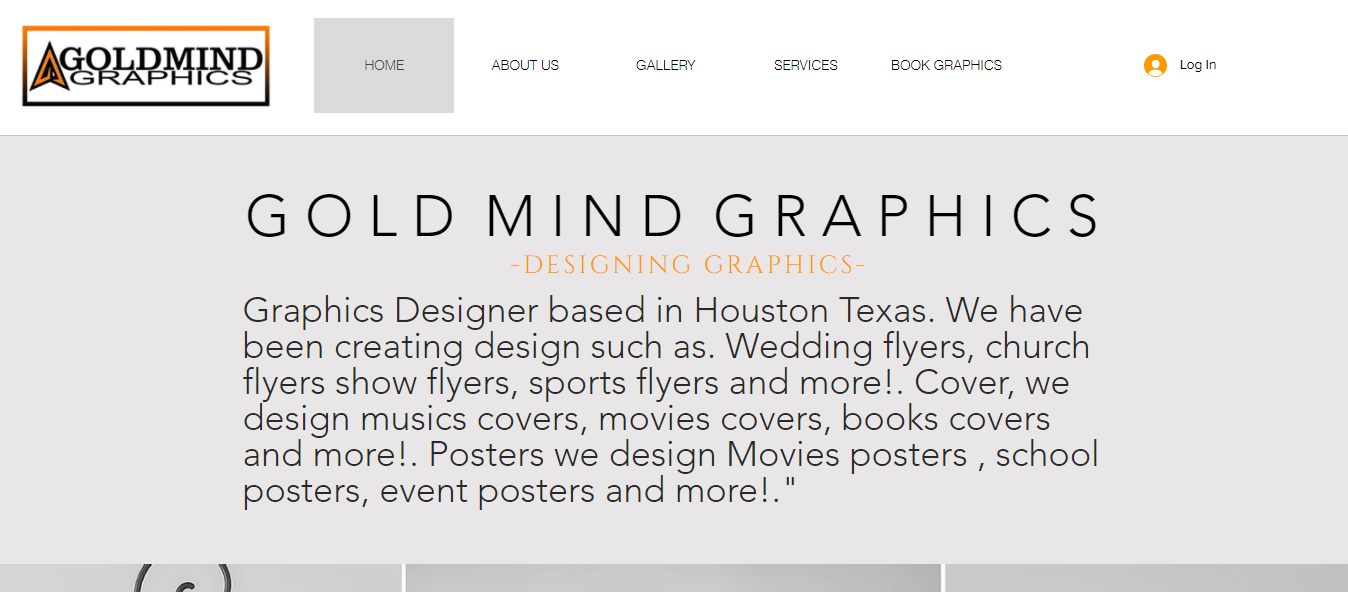 GOLDMIND
GRAPHICS
HOME
ABOUT US
GALLERY
SERVICES
BOOK GRAPHICS
Log In
GOLD MIND GRAPHICS
-DESIGNING GRAPHICS-
Graphics Designer based in Houston Texas. We have
been creating design such as. Wedding flyers, church
flyers show flyers, sports flyers and more!. Cover, we
design musics covers, movies covers, books covers
and more!. Posters we design Movies posters , school
posters, event posters and more!."